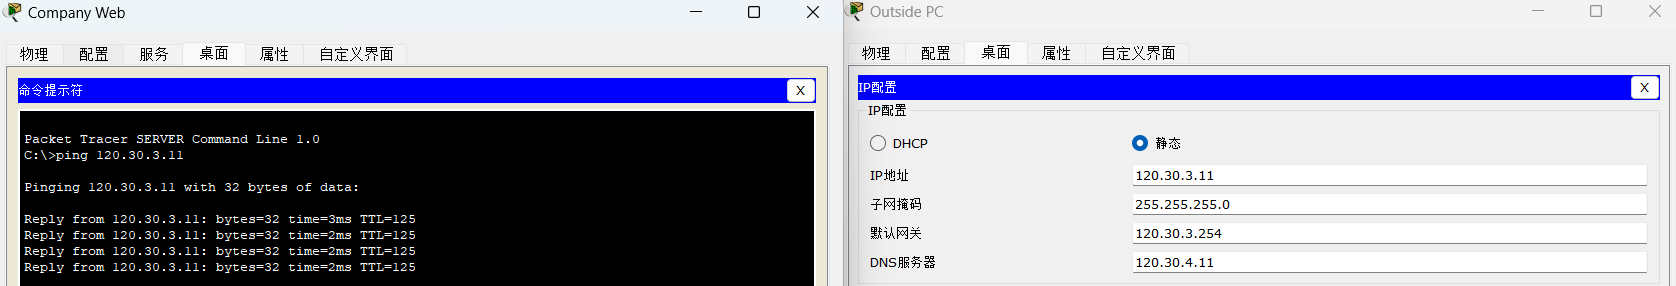 Company Web
物理 配置 服务 桌面 属性 自定义界面
命令提示符 X
Packet Tracer SERVER Command Line 1.0
C:\>ping 120.30.3.11
Pinging 120.30.3.11 with 32 bytes of data:
Reply from 120.30.3.11: bytes=32 time=3ms TTL=125
Reply from 120.30.3.11: bytes=32 time=2ms TTL=125
Reply from 120.30.3.11: bytes=32 time=2ms TTL=125
Reply from 120.30.3.11: bytes=32 time=2ms TTL=125
Outside PC
物理 配置 桌面 属性 自定义界面
IP配置 X
IP配置
DHCP 静态
IP地址 120.30.3.11
子网掩码 255.255.255.0
默认网关 120.30.3.254
DNS服务器 120.30.4.11